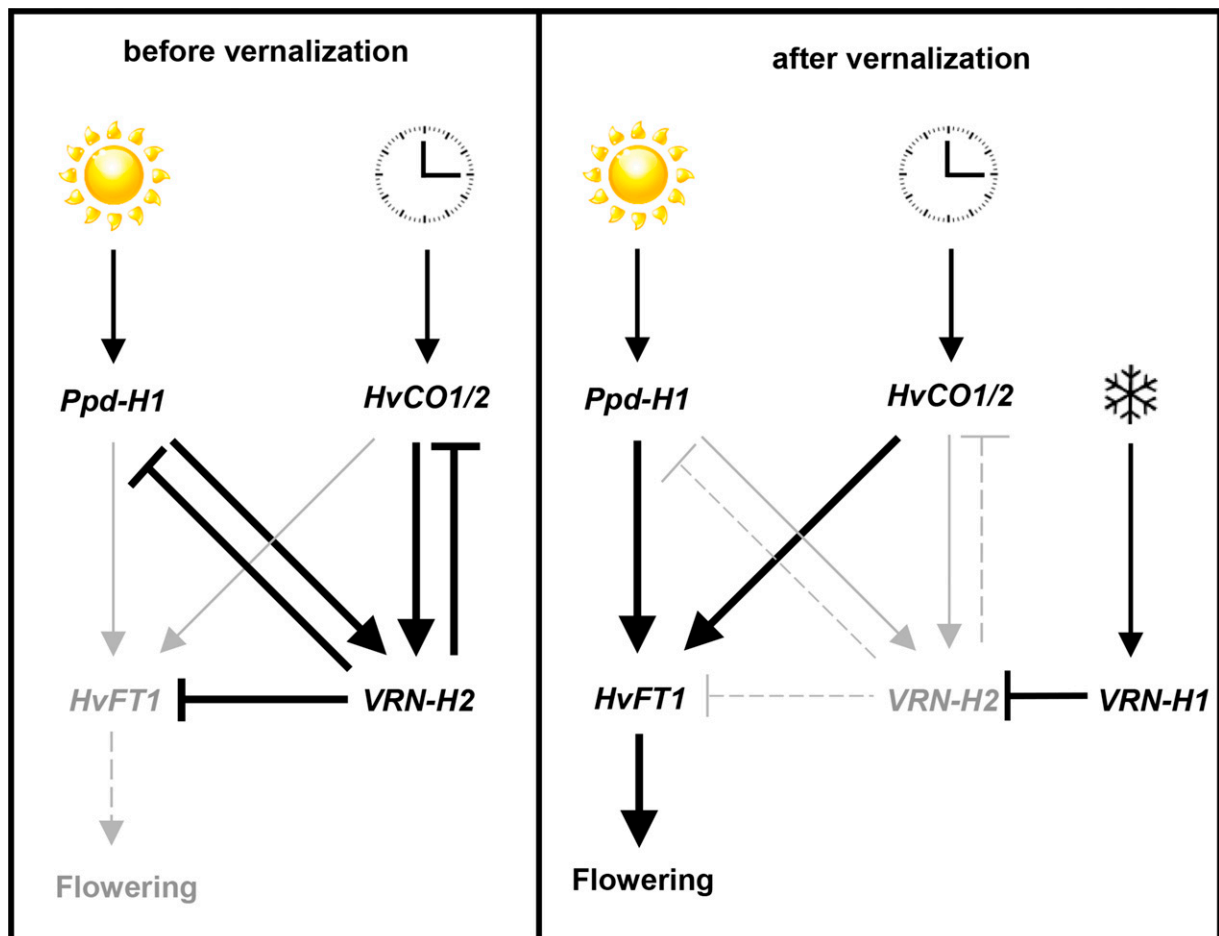 before vernalization
Ppd-H1
HvCO1/2
HvFT1
VRN-H2
Flowering
after vernalization
Ppd-H1
HvCO1/2
HvFT1
VRN-H2
VRN-H1
Flowering